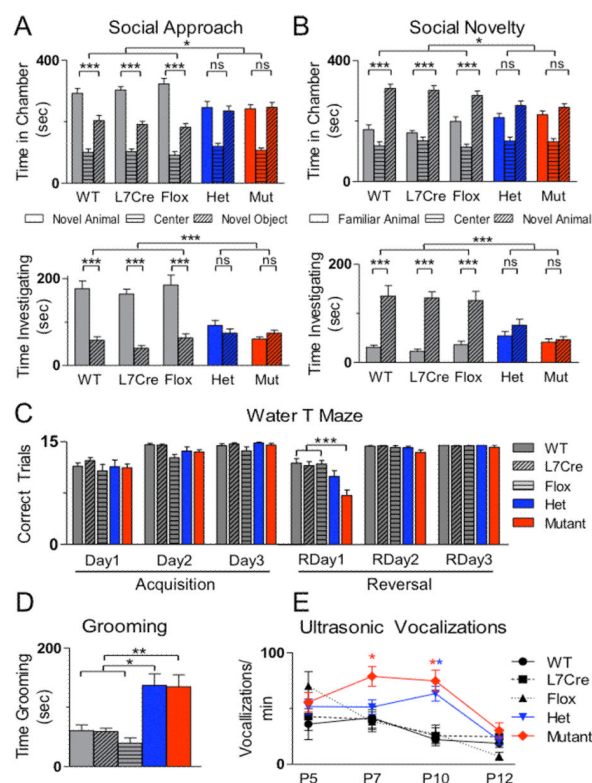 A Social Approach
*
*** *** *** ns ns
Time in Chamber
(sec)
400
200
0
WT L7Cre Flox Het Mut
Novel Animal Center Novel Object
***
*** *** *** ns ns
Time Investigating
(sec)
200
0
WT L7Cre Flox Het Mut
B Social Novelty
*
*** *** *** ns ns
Time in Chamber
(sec)
400
200
0
WT L7Cre Flox Het Mut
Familiar Animal Center Novel Animal
***
*** *** *** ns ns
Time Investigating
(sec)
200
0
WT L7Cre Flox Het Mut
C Water T Maze
Correct Trials
15
0
***
Day1 Day2 Day3 RDay1 RDay2 RDay3
Acquisition Reversal
WT
L7Cre
Flox
Het
Mutant
D Grooming
Time Grooming
(sec)
200
100
0
**
*
E Ultrasonic Vocalizations
Vocallizations/
min
100
0
* **
P5 P7 P10 P12
WT
L7Cre
Flox
Het
Mutant